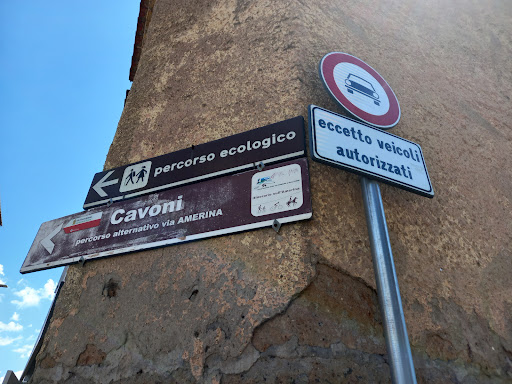 percorso ecologico
Cavoni
percorso alternativo via AMERINA
eccetto veicoli
autorizzati